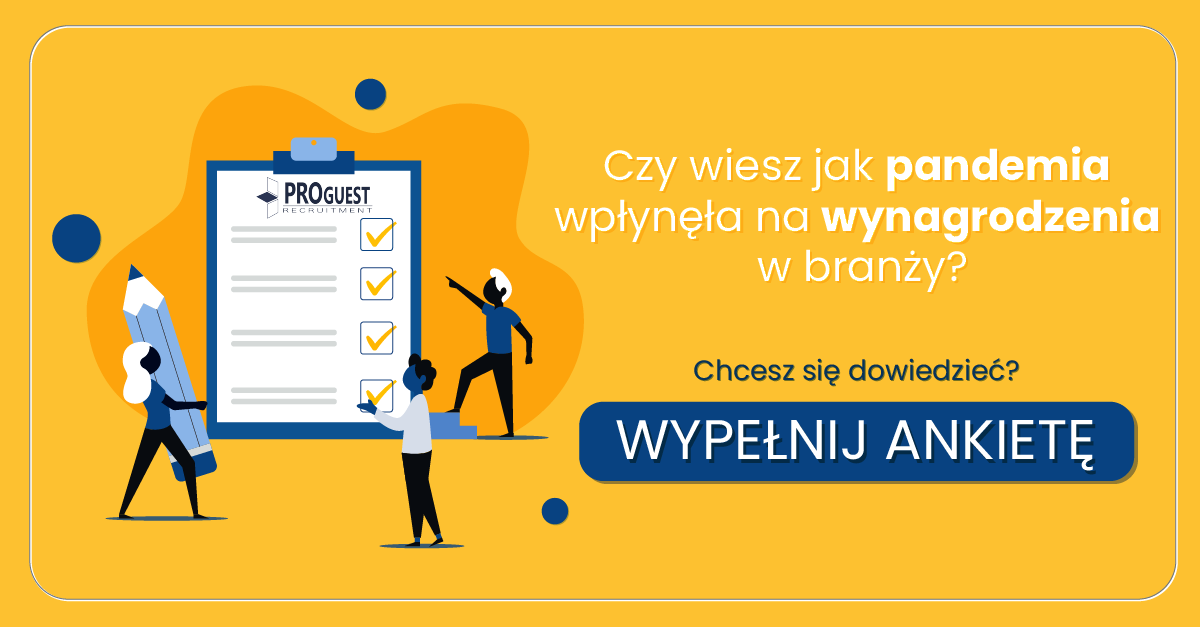 PROGUEST
RECRUITMENT
Czy wiesz jak pandemia
wpłynęła na wynagrodzenia
w branży?
Chcesz się dowiedzieć?
WYPEŁNIJ ANKIETĘ